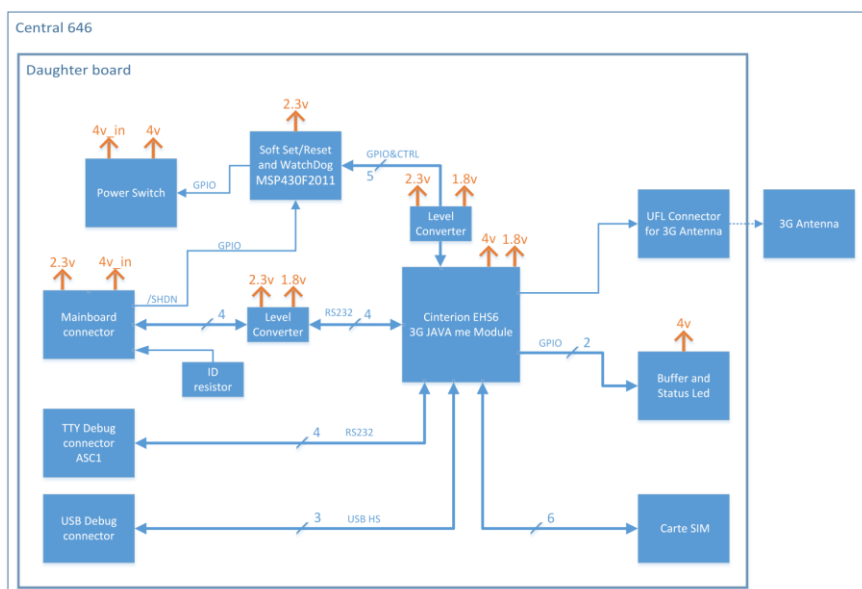 Central 646
Daughter board
2.3v
4v_in
4v
Soft Set/Reset
and WatchDog
MSP430F2011
GPIO&CTRL
5
Power Switch
GPIO
2.3v
1.8v
Level
Converter
UFL Connector
for 3G Antenna
3G Antenna
GPIO
4v
1.8v
2.3v
4v_in
/SHDN
2.3v
1.8v
Mainboard
connector
4
Level
Converter
RS232
4
Cinterion EHS6
3G JAVA me Module
GPIO
2
4v
ID
resistor
Buffer and
Status Led
TTY Debug
connector
ASC1
4
RS232
USB Debug
connector
3
USB HS
6
Carte SIM